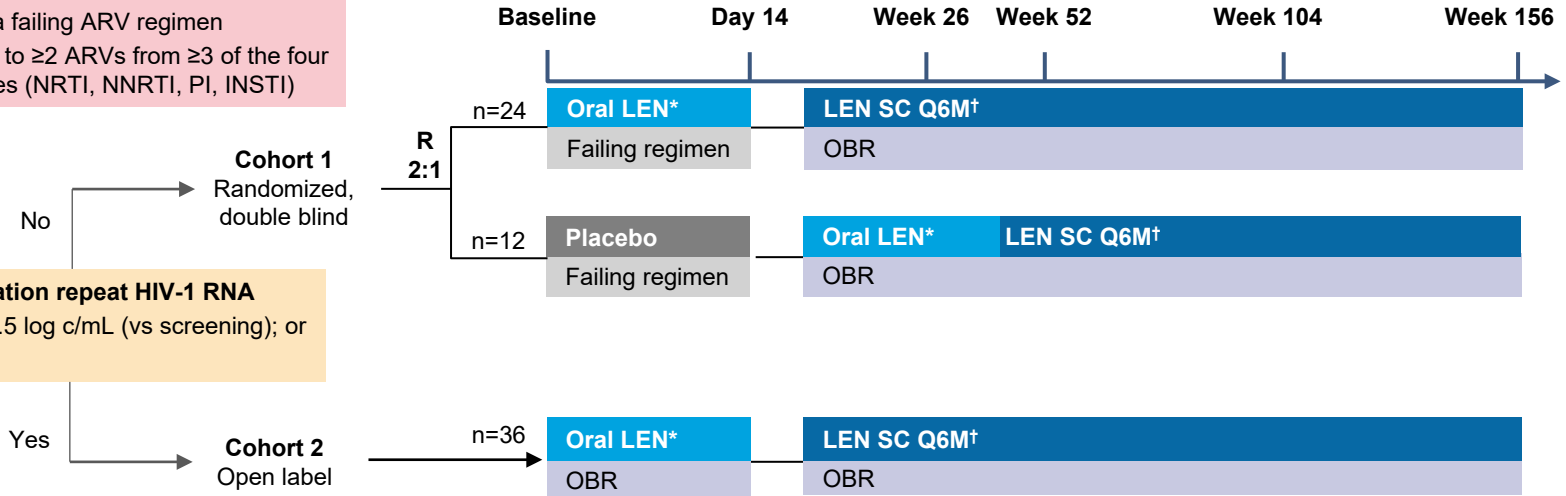 a failing ARV regimen
to ≥2 ARVs from ≥3 of the four
(NRTI, NNRTI, PI, INSTI)
Baseline Day 14 Week 26 Week 52 Week 104 Week 156
n=24
Oral LEN*
LEN SC Q6M†
Failing regimen
OBR
R
2:1
Cohort 1
Randomized,
double blind
No
n=12
Placebo
Oral LEN*
LEN SC Q6M†
Failing regimen
OBR
repeat HIV-1 RNA
.5 log c/mL (vs screening); or
Yes
Cohort 2
Open label
n=36
Oral LEN*
LEN SC Q6M†
OBR
OBR